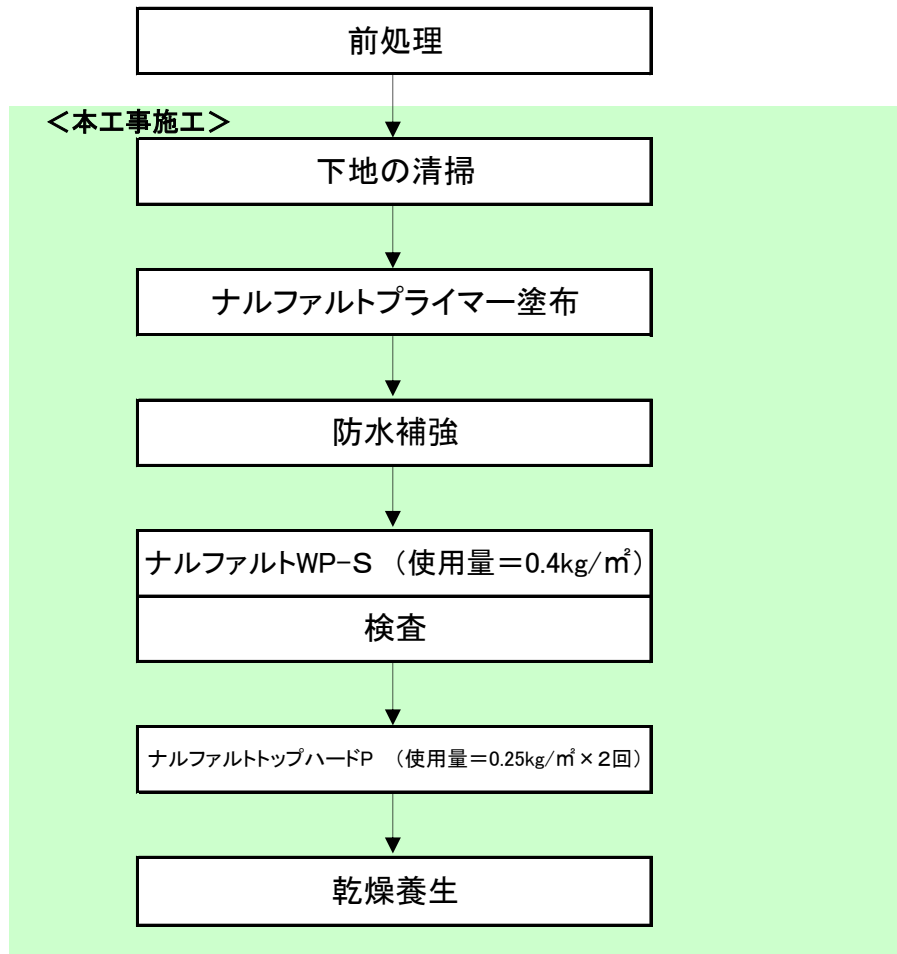 前処理
＜本工事施工＞
下地の清掃
ナルファルトプライマー塗布
防水補強
ナルファルトWP-S （使用量＝0.4kg/㎡）
検査
ナルファルトトップハードP （使用量＝0.25kg/㎡×２回）
乾燥養生